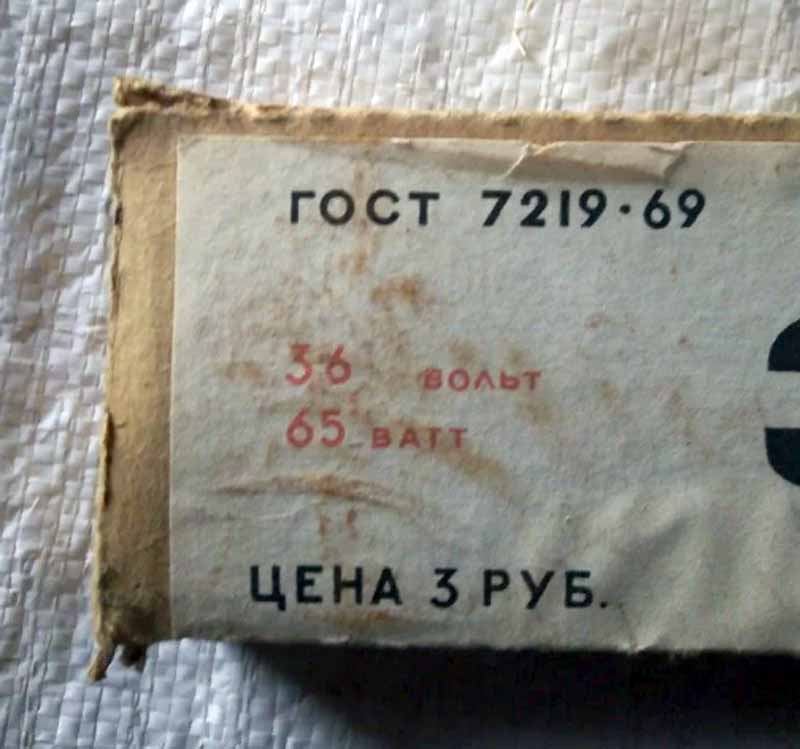 ГОСТ 7219·69
36 ВОЛЬТ
65 ВАТТ
ЦЕНА 3 РУБ.